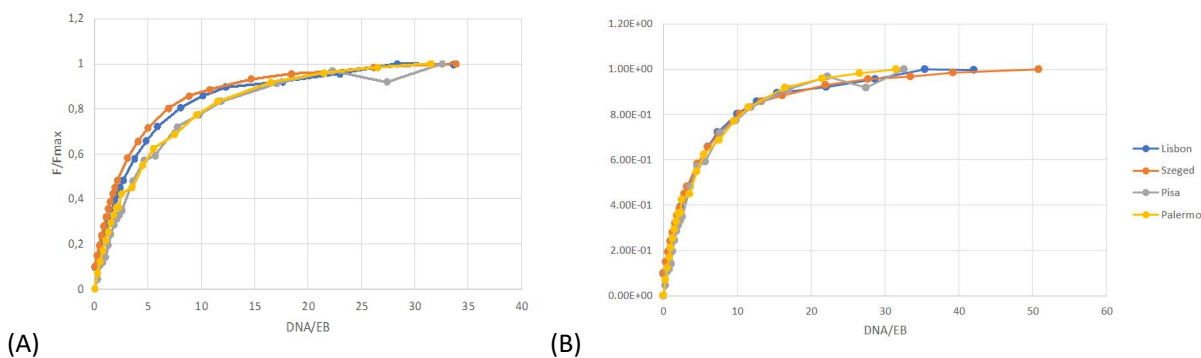 1,2
1
0,8
0,6
0,4
0,2
0
F/Fmax
0 5 10 15 20 25 30 35 40
DNA/EB
(A)
1.20E+00
1.00E+00
8.00E-01
6.00E-01
4.00E-01
2.00E-01
0.00E+00
0 10 20 30 40 50 60
DNA/EB
Lisbon
Szeged
Pisa
Palermo
(B)